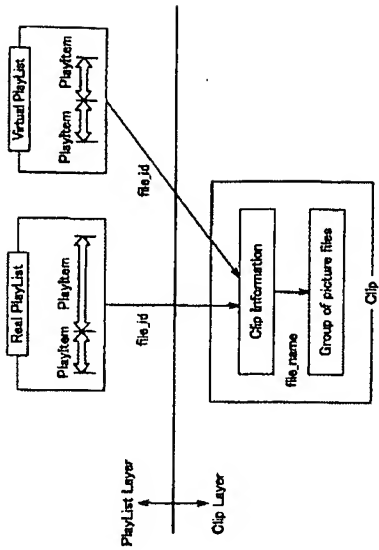 Real PlayList
PlayItem PlayItem
Virtual PlayList
PlayItem PlayItem
file_id
file_id
PlayList Layer
Clip Layer
Clip Information
file_name
Group of picture files
Clip